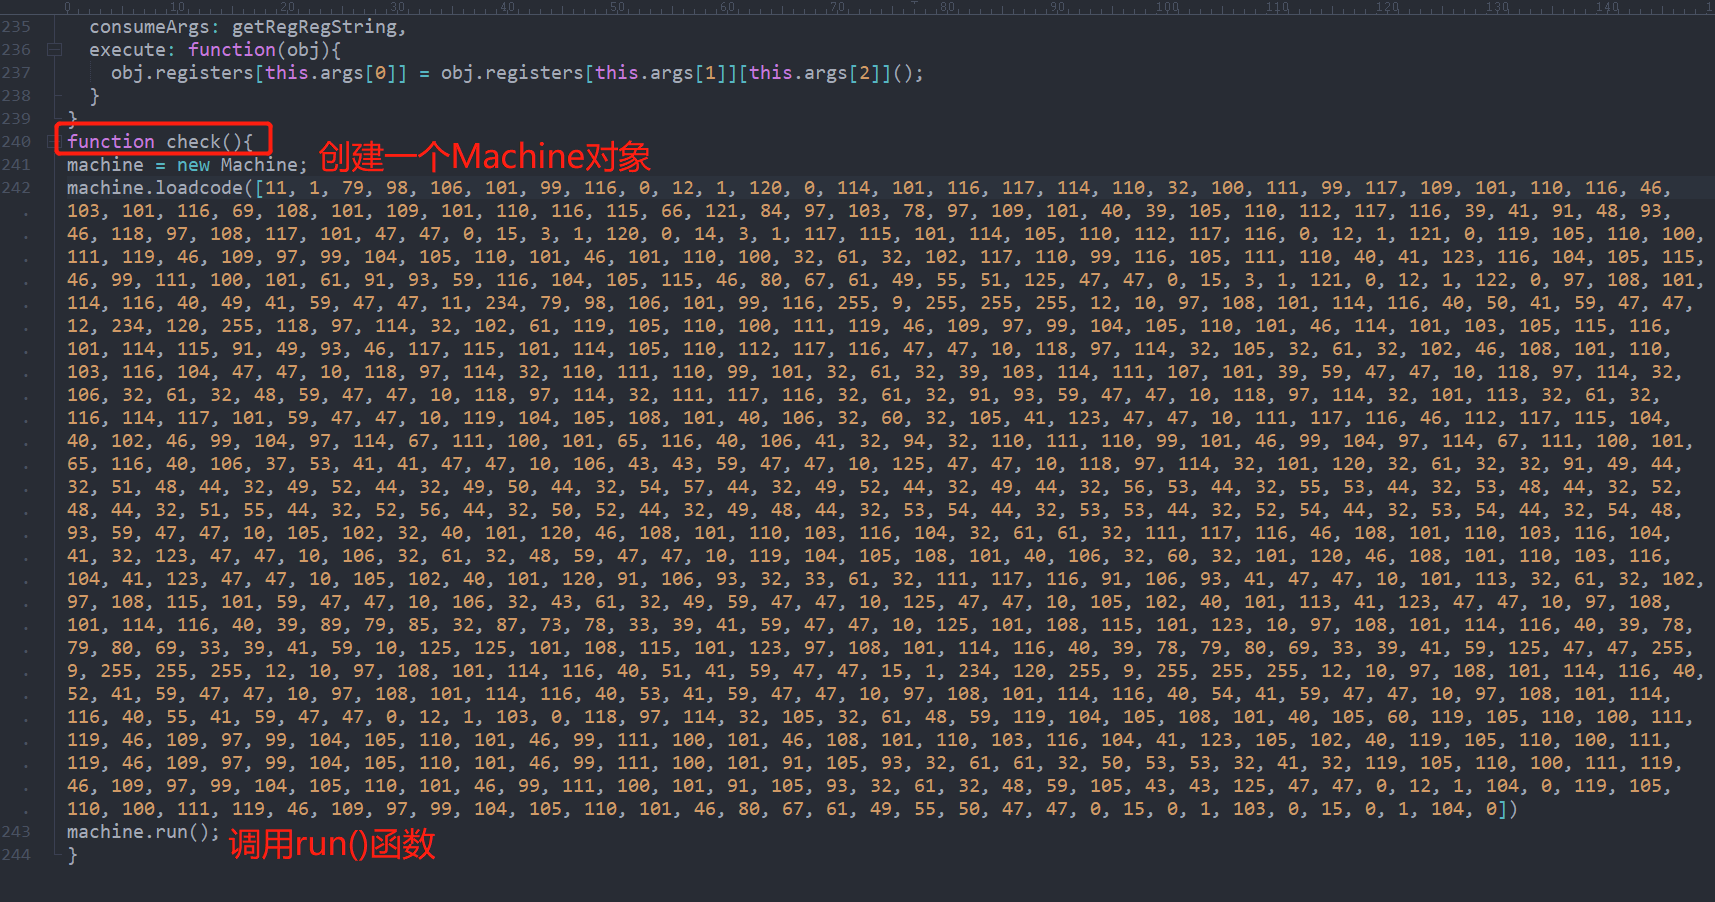 0 10 20 30 40 50 60 70 80 90 100 110 120 130 140
235 consumeArgs: getRegRegString,
236 execute: function(obj){
237 obj.registers[this.args[0]] = obj.registers[this.args[1]][this.args[2]]();
238 }
239 }
240 function check(){
241 machine = new Machine; 创建一个Machine对象
242 machine.loadcode([11, 1, 79, 98, 106, 101, 99, 116, 0, 12, 1, 120, 0, 114, 101, 116, 117, 114, 110, 32, 100, 111, 99, 117, 109, 101, 110, 116, 46,
103, 101, 116, 69, 108, 101, 109, 101, 110, 116, 115, 66, 121, 84, 97, 103, 78, 97, 109, 101, 40, 39, 105, 110, 112, 117, 116, 39, 41, 91, 48, 93,
46, 118, 97, 108, 117, 101, 47, 47, 0, 15, 3, 1, 120, 0, 14, 3, 1, 117, 115, 101, 114, 105, 110, 112, 117, 116, 0, 12, 1, 121, 0, 119, 105, 110, 100,
111, 119, 46, 109, 97, 99, 104, 105, 110, 101, 46, 101, 110, 100, 32, 61, 32, 102, 117, 110, 99, 116, 105, 111, 110, 40, 41, 123, 116, 104, 105, 115,
46, 99, 111, 100, 101, 61, 91, 93, 59, 116, 104, 105, 115, 46, 80, 67, 61, 49, 55, 51, 125, 47, 47, 0, 15, 3, 1, 121, 0, 12, 1, 122, 0, 97, 108, 101,
114, 116, 40, 49, 41, 59, 47, 47, 11, 234, 79, 98, 106, 101, 99, 116, 255, 9, 255, 255, 255, 12, 10, 97, 108, 101, 114, 116, 40, 50, 41, 59, 47, 47,
12, 234, 120, 255, 118, 97, 114, 32, 102, 61, 119, 105, 110, 100, 111, 119, 46, 109, 97, 99, 104, 105, 110, 101, 46, 114, 101, 103, 105, 115, 116,
101, 114, 115, 91, 49, 93, 46, 117, 115, 101, 114, 105, 110, 112, 117, 116, 47, 47, 10, 118, 97, 114, 32, 105, 32, 61, 32, 102, 46, 108, 101, 110,
103, 116, 104, 47, 47, 10, 118, 97, 114, 32, 110, 111, 110, 99, 101, 32, 61, 32, 39, 103, 114, 111, 107, 101, 39, 59, 47, 47, 10, 118, 97, 114, 32,
106, 32, 61, 32, 48, 59, 47, 47, 10, 118, 97, 114, 32, 111, 117, 116, 32, 61, 32, 91, 93, 59, 47, 47, 10, 118, 97, 114, 32, 101, 113, 32, 61, 32,
116, 114, 117, 101, 59, 47, 47, 10, 119, 104, 105, 108, 101, 40, 106, 32, 60, 32, 105, 41, 123, 47, 47, 10, 111, 117, 116, 46, 112, 117, 115, 104,
40, 102, 46, 99, 104, 97, 114, 67, 111, 100, 101, 65, 116, 40, 106, 41, 32, 94, 32, 110, 111, 110, 99, 101, 46, 99, 104, 97, 114, 67, 111, 100, 101,
65, 116, 40, 106, 37, 53, 41, 41, 47, 47, 10, 106, 43, 43, 59, 47, 47, 10, 125, 47, 47, 10, 118, 97, 114, 32, 101, 120, 32, 61, 32, 32, 91, 49, 44,
32, 51, 48, 44, 32, 49, 52, 44, 32, 49, 50, 44, 32, 54, 57, 44, 32, 49, 52, 44, 32, 49, 44, 32, 56, 53, 44, 32, 55, 53, 44, 32, 53, 48, 44, 32, 52,
48, 44, 32, 51, 55, 44, 32, 52, 56, 44, 32, 50, 52, 44, 32, 49, 48, 44, 32, 53, 54, 44, 32, 53, 53, 44, 32, 52, 54, 44, 32, 53, 54, 44, 32, 54, 48,
93, 59, 47, 47, 10, 105, 102, 32, 40, 101, 120, 46, 108, 101, 110, 103, 116, 104, 32, 61, 61, 32, 111, 117, 116, 46, 108, 101, 110, 103, 116, 104,
41, 32, 123, 47, 47, 10, 106, 32, 61, 32, 48, 59, 47, 47, 10, 119, 104, 105, 108, 101, 40, 106, 32, 60, 32, 101, 120, 46, 108, 101, 110, 103, 116,
104, 41, 123, 47, 47, 10, 105, 102, 40, 101, 120, 91, 106, 93, 32, 33, 61, 32, 111, 117, 116, 91, 106, 93, 41, 47, 47, 10, 101, 113, 32, 61, 32, 102,
97, 108, 115, 101, 59, 47, 47, 10, 106, 32, 43, 61, 32, 49, 59, 47, 47, 10, 125, 47, 47, 10, 105, 102, 40, 101, 113, 41, 123, 47, 47, 10, 97, 108,
101, 114, 116, 40, 39, 89, 79, 85, 32, 87, 73, 78, 33, 39, 41, 59, 47, 47, 10, 125, 101, 108, 115, 101, 123, 10, 97, 108, 101, 114, 116, 40, 39, 78,
79, 80, 69, 33, 39, 41, 59, 10, 125, 125, 101, 108, 115, 101, 123, 97, 108, 101, 114, 116, 40, 39, 78, 79, 80, 69, 33, 39, 41, 59, 125, 47, 47, 255,
9, 255, 255, 255, 12, 10, 97, 108, 101, 114, 116, 40, 51, 41, 59, 47, 47, 15, 1, 234, 120, 255, 9, 255, 255, 255, 12, 10, 97, 108, 101, 114, 116, 40,
52, 41, 59, 47, 47, 10, 97, 108, 101, 114, 116, 40, 53, 41, 59, 47, 47, 10, 97, 108, 101, 114, 116, 40, 54, 41, 59, 47, 47, 10, 97, 108, 101, 114,
116, 40, 55, 41, 59, 47, 47, 0, 12, 1, 103, 0, 118, 97, 114, 32, 105, 32, 61, 48, 59, 119, 104, 105, 108, 101, 40, 105, 60, 119, 105, 110, 100, 111,
119, 46, 109, 97, 99, 104, 105, 110, 101, 46, 99, 111, 100, 101, 46, 108, 101, 110, 103, 116, 104, 41, 123, 105, 102, 40, 119, 105, 110, 100, 111,
119, 46, 109, 97, 99, 104, 105, 110, 101, 46, 99, 111, 100, 101, 91, 105, 93, 32, 61, 61, 32, 50, 53, 53, 32, 41, 32, 119, 105, 110, 100, 111, 119,
46, 109, 97, 99, 104, 105, 110, 101, 46, 99, 111, 100, 101, 91, 105, 93, 32, 61, 32, 48, 59, 105, 43, 43, 125, 47, 47, 0, 12, 1, 104, 0, 119, 105,
110, 100, 111, 119, 46, 109, 97, 99, 104, 105, 110, 101, 46, 80, 67, 61, 49, 55, 50, 47, 47, 0, 15, 0, 1, 103, 0, 15, 0, 1, 104, 0])
243 machine.run(); 调用run()函数
244 }